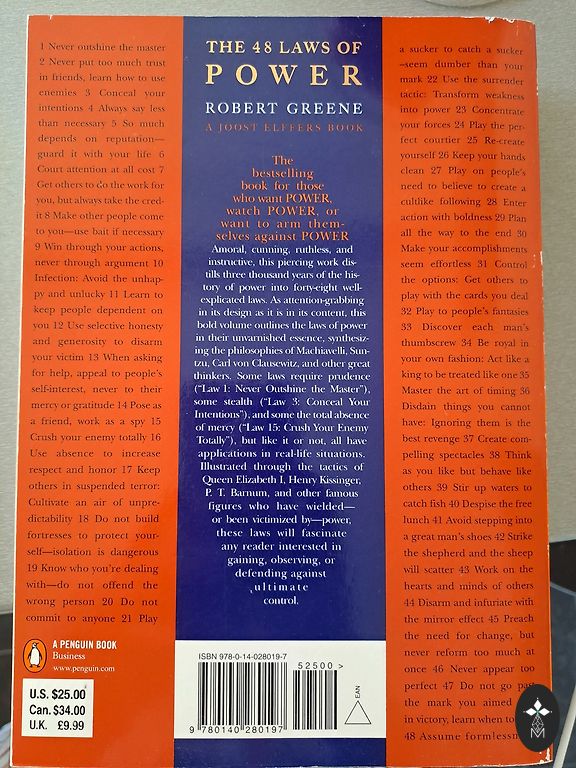 1 Never outshine the master
2 Never put too much trust
in friends, learn how to use
enemies 3 Conceal your
intentions 4 Always say less
than necessary 5 So much
depends on reputation—
guard it with your life 6
Court attention at all cost 7
Get others to do the work for
you, but always take the cred-
it 8 Make other people come
to you—use bait if necessary
9 Win through your actions,
never through argument 10
Infection: Avoid the unhap-
py and unlucky 11 Learn to
keep people dependent on
you 12 Use selective honesty
and generosity to disarm
your victim 13 When asking
for help, appeal to people's
self-interest, never to their
mercy or gratitude 14 Pose as
a friend, work as a spy 15
Crush your enemy totally 16
Use absence to increase
respect and honor 17 Keep
others in suspended terror:
Cultivate an air of unpre-
dictability 18 Do not build
fortresses to protect your-
self—isolation is dangerous
19 Know who you're dealing
with—do not offend the
wrong person 20 Do not
commit to anyone 21 Play
A PENGUIN BOOK
Business
www.penguin.com
U.S. $25.00
Can. $34.00
U.K. £9.99
THE 48 LAWS OF
POWER
ROBERT GREENE
A JOOST ELFFERS BOOK
The
bestselling
book for those
who want POWER,
watch POWER, or
want to arm them-
selves against POWER
Amoral, cunning, ruthless, and
instructive, this piercing work dis-
tills three thousand years of the his-
tory of power into forty-eight well-
explicated laws. As attention-grabbing
in its design as it is in its content, this
bold volume outlines the laws of power
in their unvarnished essence, synthesiz-
ing the philosophies of Machiavelli, Sun-
tzu, Carl von Clausewitz, and other great
thinkers. Some laws require prudence
("Law 1: Never Outshine the Master"),
some stealth ("Law 3: Conceal Your
Intentions"), and some the total absence
of mercy ("Law 15: Crush Your Enemy
Totally"), but like it or not, all have
applications in real-life situations.
Illustrated through the tactics of
Queen Elizabeth I, Henry Kissinger,
P. T. Barnum, and other famous
figures who have wielded—
or been victimized by—power,
these laws will fascinate
any reader interested in
gaining, observing, or
defending against
ultimate
control.
ISBN 978-0-14-028019-7
52500 >
EAN
9 780140 280197
a sucker to catch a sucker
–seem dumber than your
mark 22 Use the surrender
tactic: Transform weakness
into power 23 Concentrate
your forces 24 Play the per-
fect courtier 25 Re-create
yourself 26 Keep your hands
clean 27 Play on people's
need to believe to create a
cultlike following 28 Enter
action with boldness 29 Plan
all the way to the end 30
Make your accomplishments
seem effortless 31 Control
the options: Get others to
play with the cards you deal
32 Play to people's fantasies
33 Discover each man's
thumbscrew 34 Be royal in
your own fashion: Act like a
king to be treated like one 35
Master the art of timing 36
Disdain things you cannot
have: Ignoring them is the
best revenge 37 Create com-
pelling spectacles 38 Think
as you like but behave like
others 39 Stir up waters to
catch fish 40 Despise the free
lunch 41 Avoid stepping into
a great man's shoes 42 Strike
the shepherd and the sheep
will scatter 43 Work on the
hearts and minds of others
44 Disarm and infuriate with
the mirror effect 45 Preach
the need for change, but
never reform too much at
once 46 Never appear too
perfect 47 Do not go past
the mark you aimed
in victory, learn when to
48 Assume formlessn
M